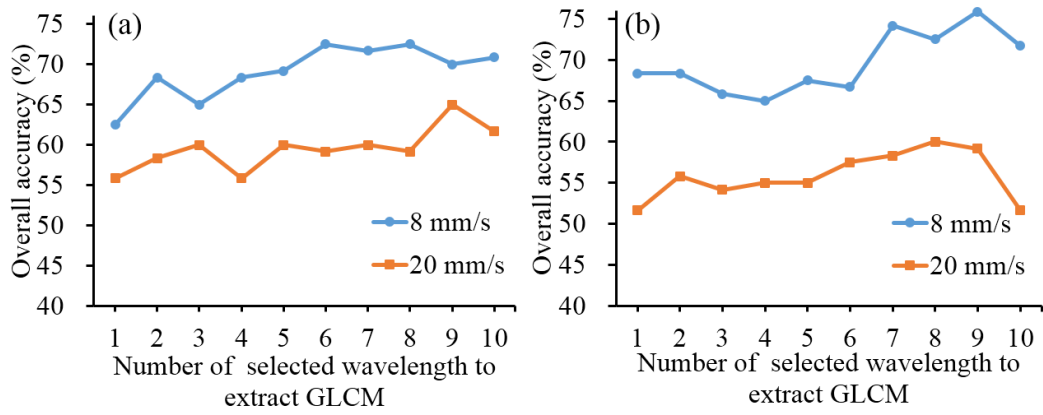 (a)
Overall accuracy (%)
75
70
65
60
55
50
45
40
8 mm/s
20 mm/s
1 2 3 4 5 6 7 8 9 10
Number of selected wavelength to
extract GLCM
(b)
Overall accuracy (%)
75
70
65
60
55
50
45
40
8 mm/s
20 mm/s
1 2 3 4 5 6 7 8 9 10
Number of selected wavelength to
extract GLCM